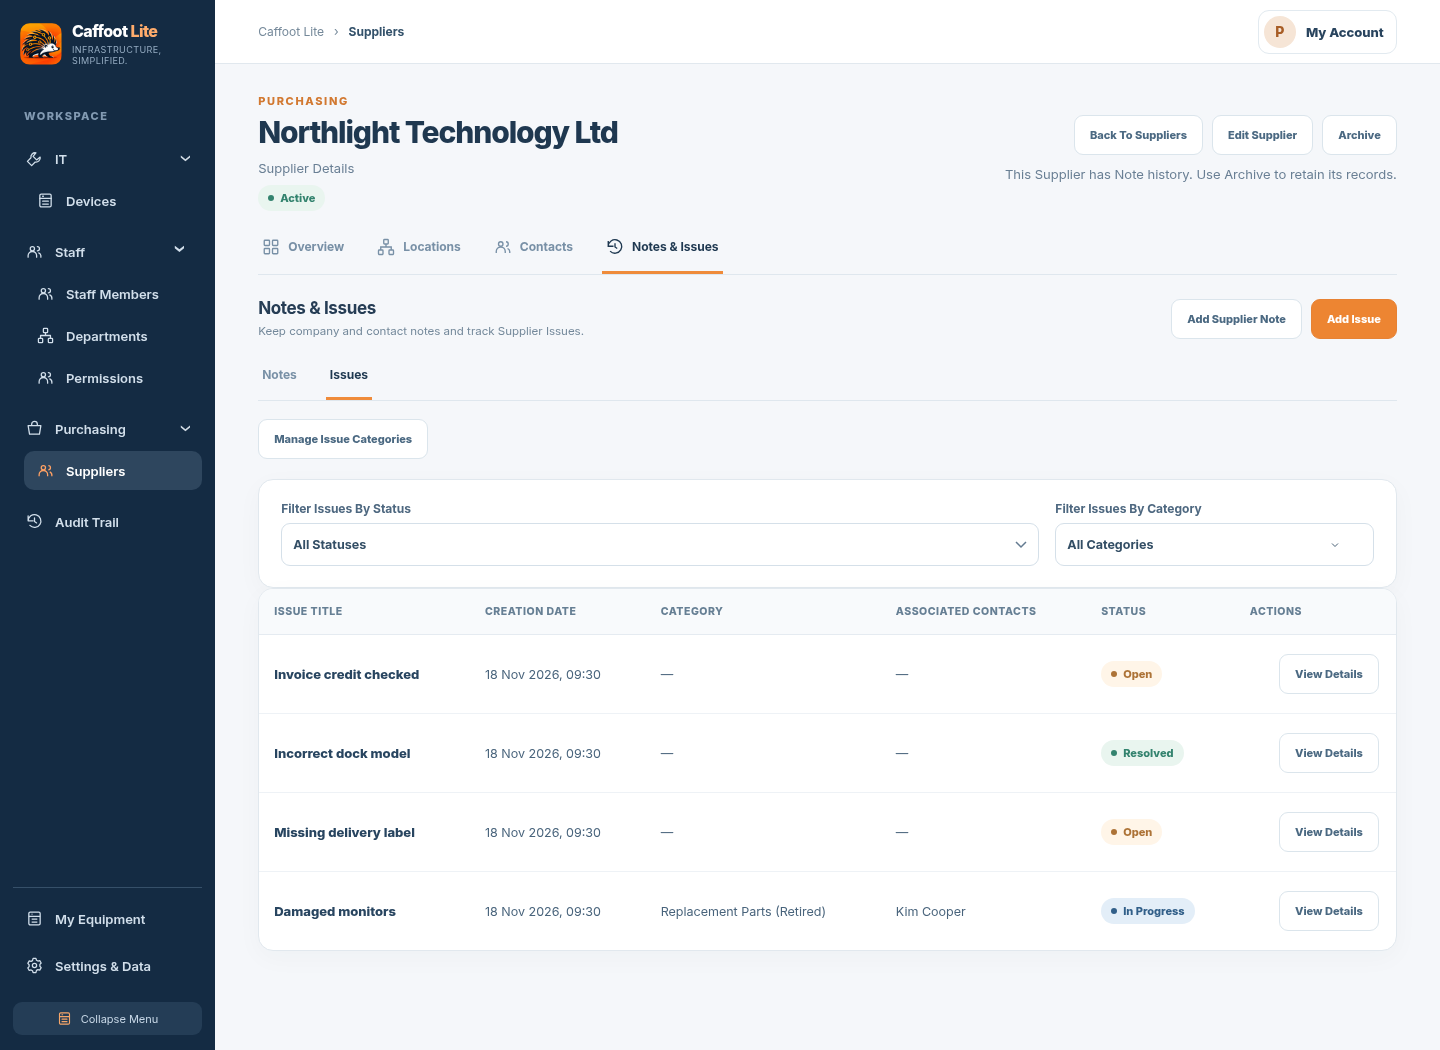 Caffoot Lite
INFRASTRUCTURE,
SIMPLIFIED.
WORKSPACE
IT
Devices
Staff
Staff Members
Departments
Permissions
Purchasing
Suppliers
Audit Trail
My Equipment
Settings & Data
Collapse Menu
Caffoot Lite › Suppliers
P My Account
PURCHASING
Northlight Technology Ltd
Supplier Details
Active
Back To Suppliers Edit Supplier Archive
This Supplier has Note history. Use Archive to retain its records.
Overview Locations Contacts Notes & Issues
Notes & Issues
Keep company and contact notes and track Supplier Issues.
Add Supplier Note Add Issue
Notes Issues
Manage Issue Categories
Filter Issues By Status Filter Issues By Category
All Statuses All Categories
ISSUE TITLE CREATION DATE CATEGORY ASSOCIATED CONTACTS STATUS ACTIONS
Invoice credit checked 18 Nov 2026, 09:30 — — Open View Details
Incorrect dock model 18 Nov 2026, 09:30 — — Resolved View Details
Missing delivery label 18 Nov 2026, 09:30 — — Open View Details
Damaged monitors 18 Nov 2026, 09:30 Replacement Parts (Retired) Kim Cooper In Progress View Details